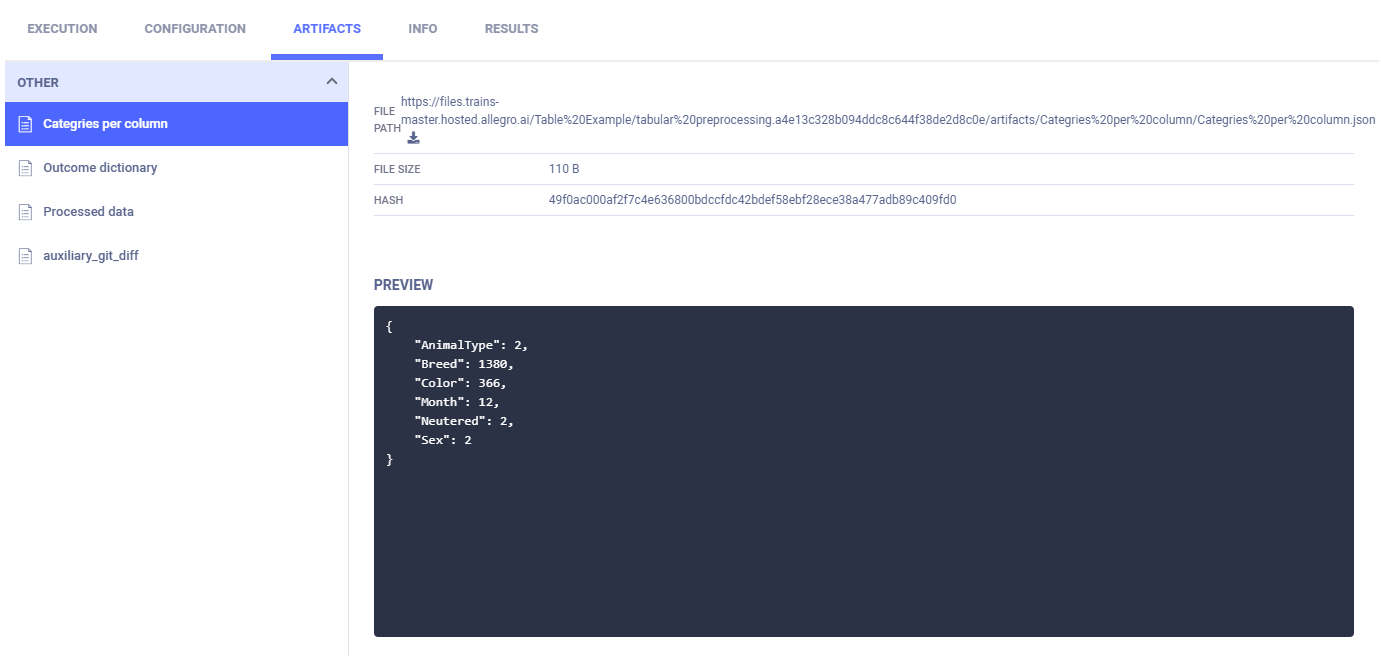 EXECUTION CONFIGURATION ARTIFACTS INFO RESULTS
OTHER
Categries per column
Outcome dictionary
Processed data
auxiliary_git_diff
FILE PATH
https://files.trains-
master.hosted.allegro.ai/Table%20Example/tabular%20preprocessing.a4e13c328b094ddc8c644f38de2d8c0e/artifacts/Categries%20per%20column/Categries%20per%20column.json
FILE SIZE 110 B
HASH 49f0ac000af2f7c4e636800bdccfdc42bdef58ebf28ece38a477adb89c409fd0
PREVIEW
{
    "AnimalType": 2,
    "Breed": 1380,
    "Color": 366,
    "Month": 12,
    "Neutered": 2,
    "Sex": 2
}